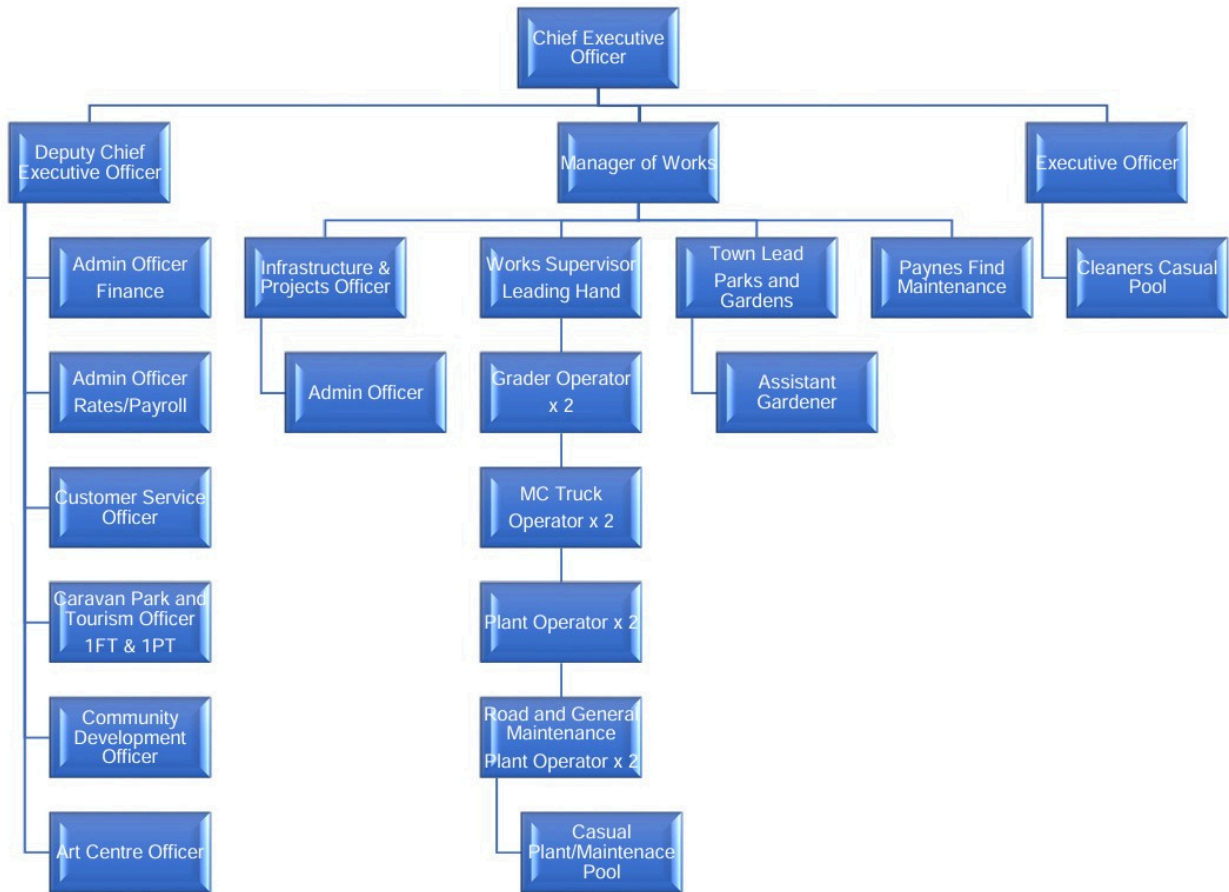 Chief Executive
Officer
Deputy Chief
Executive Officer
Manager of Works
Executive Officer
Admin Officer
Finance
Infrastructure &
Projects Officer
Works Supervisor
Leading Hand
Town Lead
Parks and
Gardens
Paynes Find
Maintenance
Cleaners Casual
Pool
Admin Officer
Rates/Payroll
Admin Officer
Grader Operator
x 2
Assistant
Gardener
Customer Service
Officer
MC Truck
Operator x 2
Caravan Park and
Tourism Officer
1FT & 1PT
Plant Operator x 2
Community
Development
Officer
Road and General
Maintenance
Plant Operator x 2
Art Centre Officer
Casual
Plant/Maintenace
Pool